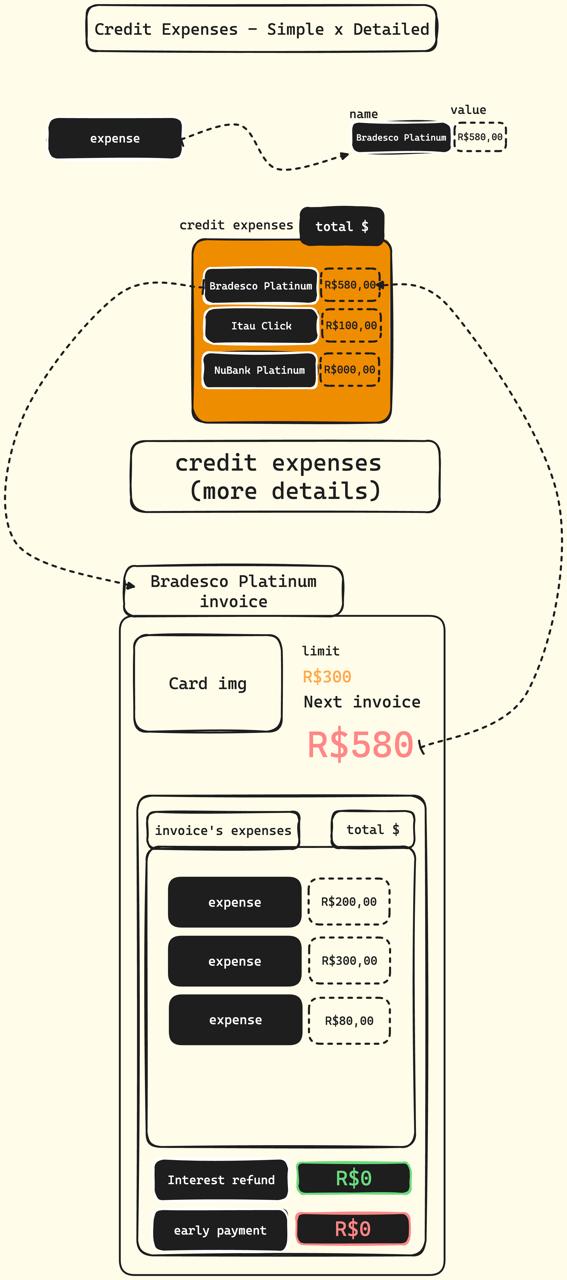 Credit Expenses - Simple x Detailed
name
value
expense
Bradesco Platinum
R$580,00
credit expenses
total $
Bradesco Platinum
R$580,00
Itau Click
R$100,00
NuBank Platinum
R$000,00
credit expenses
(more details)
Bradesco Platinum
invoice
Card img
limit
R$300
Next invoice
R$580
invoice's expenses
total $
expense
R$200,00
expense
R$300,00
expense
R$80,00
Interest refund
R$0
early payment
R$0